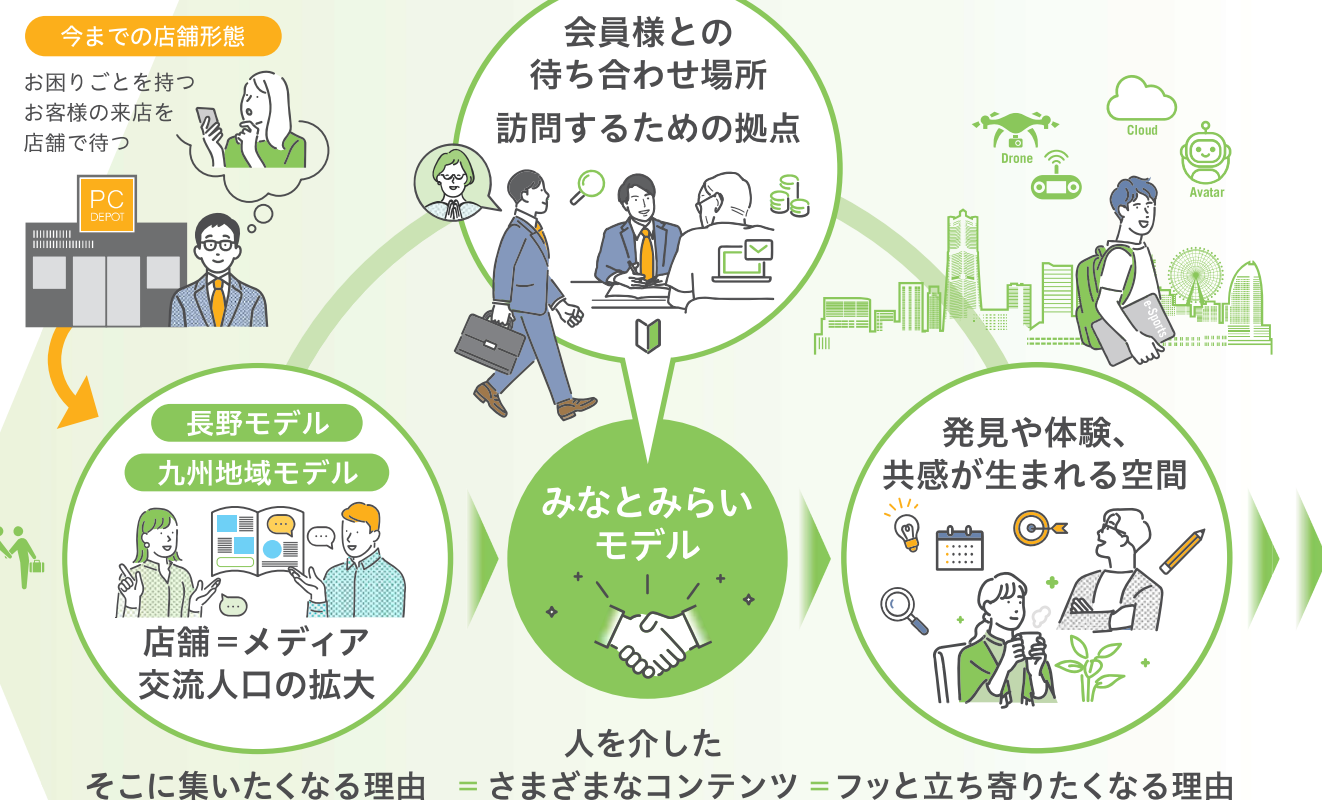 今までの店舗形態
お困りごとを持つ
お客様の来店を
店舗で待つ
PC
DEPOT
会員様との
待ち合わせ場所
訪問するための拠点
Cloud
Drone
Avatar
e-Sports
長野モデル
九州地域モデル
店舗＝メディア
交流人口の拡大
みなとみらい
モデル
発見や体験、
共感が生まれる空間
人を介した
そこに集いたくなる理由 ＝ さまざまなコンテンツ ＝ フッと立ち寄りたくなる理由